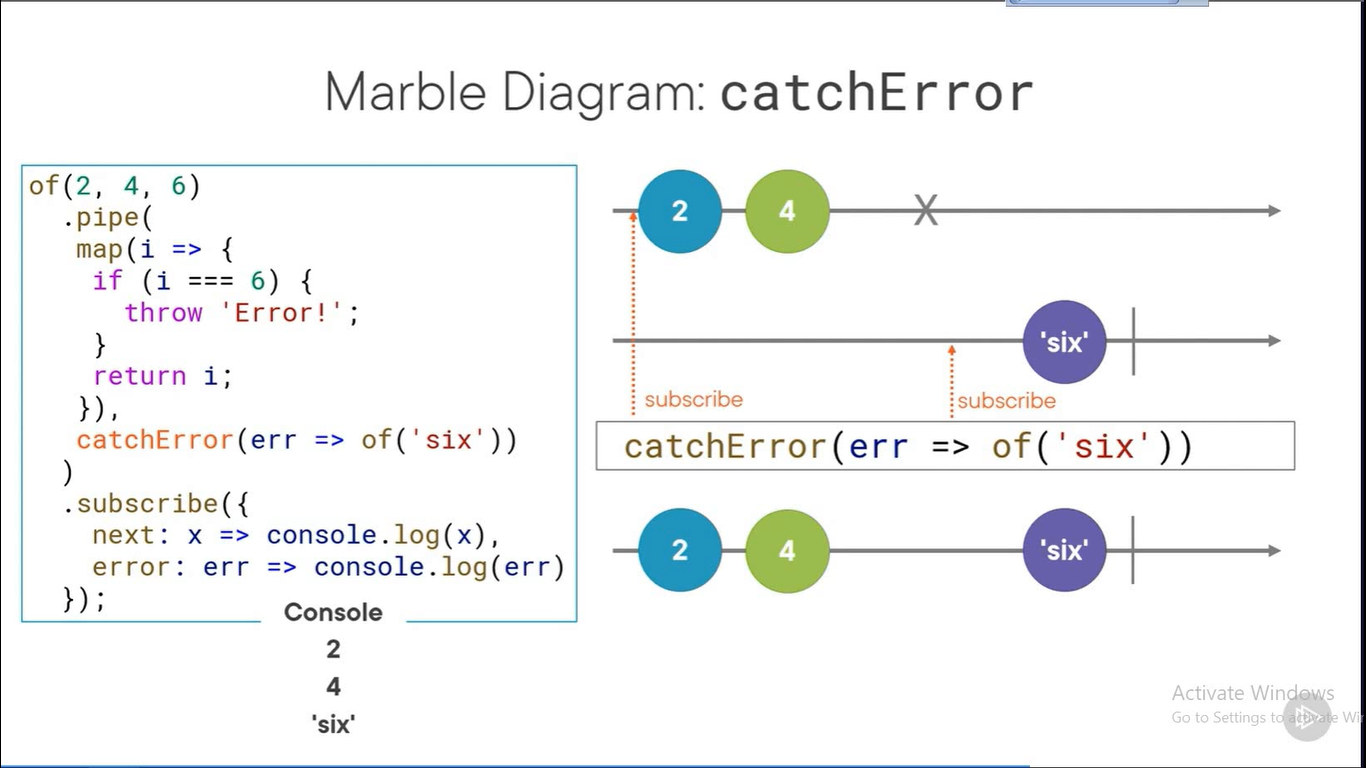 Marble Diagram: catchError
of(2, 4, 6)
.pipe(
map(i => {
if (i === 6) {
throw 'Error!';
}
return i;
}),
catchError(err => of('six'))
)
.subscribe({
next: x => console.log(x),
error: err => console.log(err)
});
Console
2
4
'six'
2 4 X
'six'
subscribe subscribe
catchError(err => of('six'))
2 4 'six'
Activate Windows
Go to Settings to activate Wi